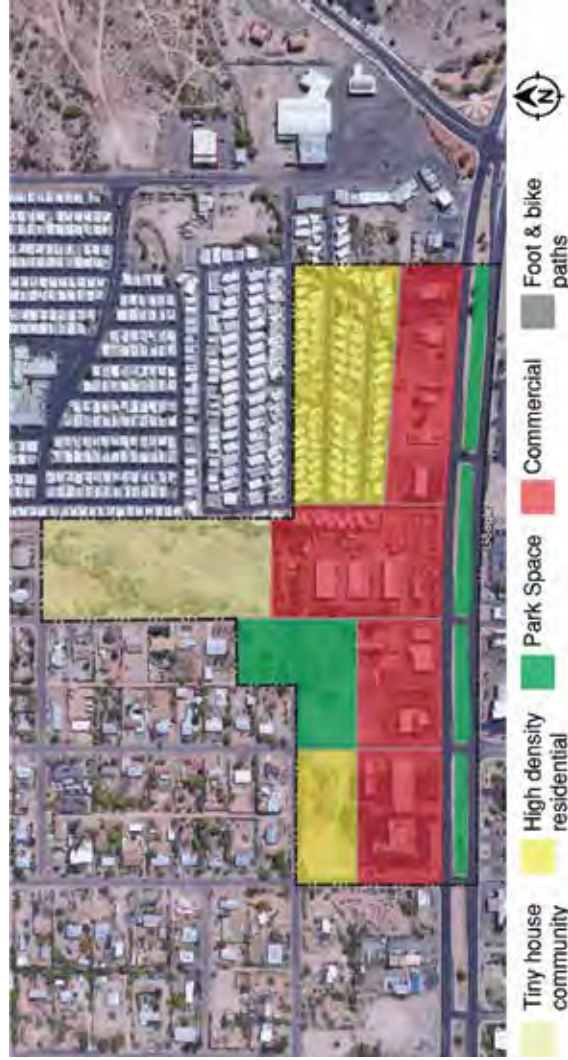 Tiny house
community
High density
residential
Park Space
Commercial
Foot & bike
paths
N